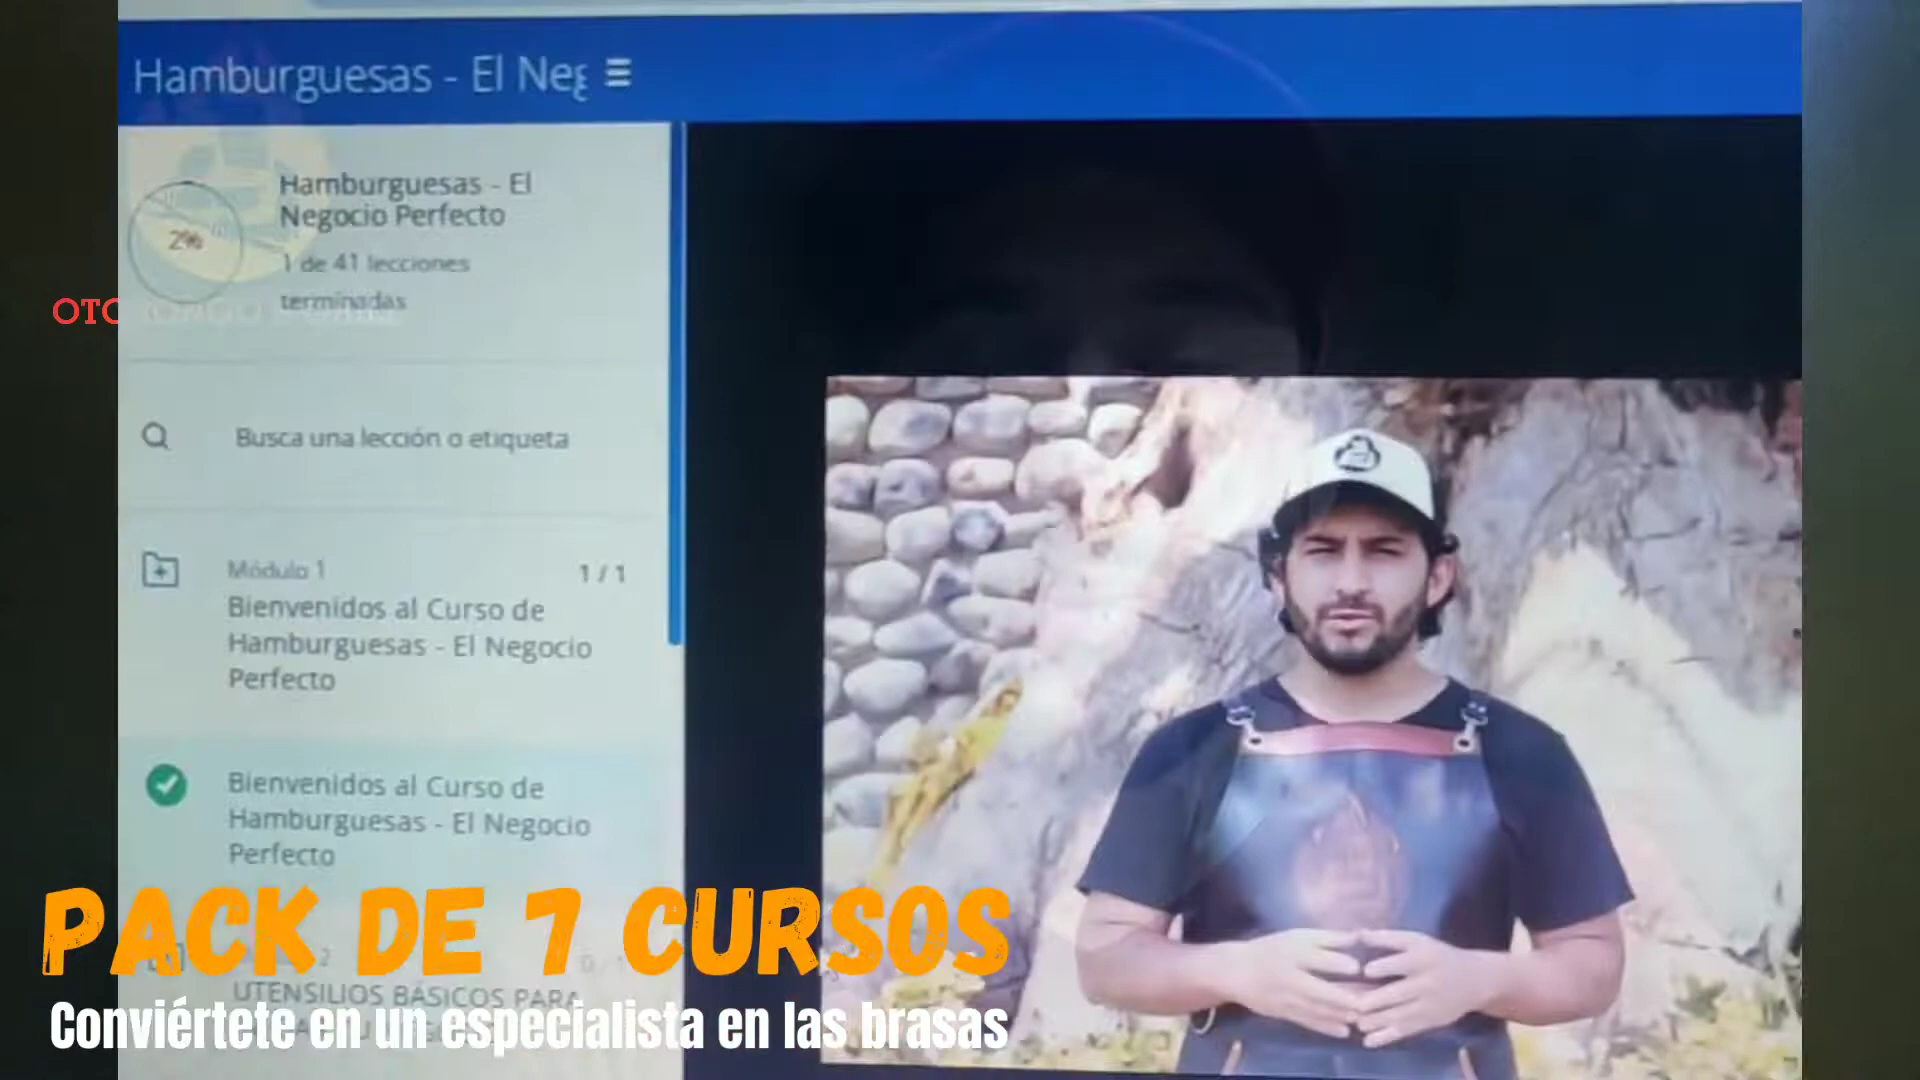 Hamburguesas - El Neg
Hamburguesas - El
Negocio Perfecto
2%
1 de 41 lecciones
terminadas
OTO
Busca una lección o etiqueta
Módulo 1
1 / 1
Bienvenidos al Curso de
Hamburguesas - El Negocio
Perfecto
Bienvenidos al Curso de
Hamburguesas - El Negocio
Perfecto
PACK DE 7 CURSOS
UTENSILIOS BÁSICOS PARA
Conviértete en un especialista en las brasas